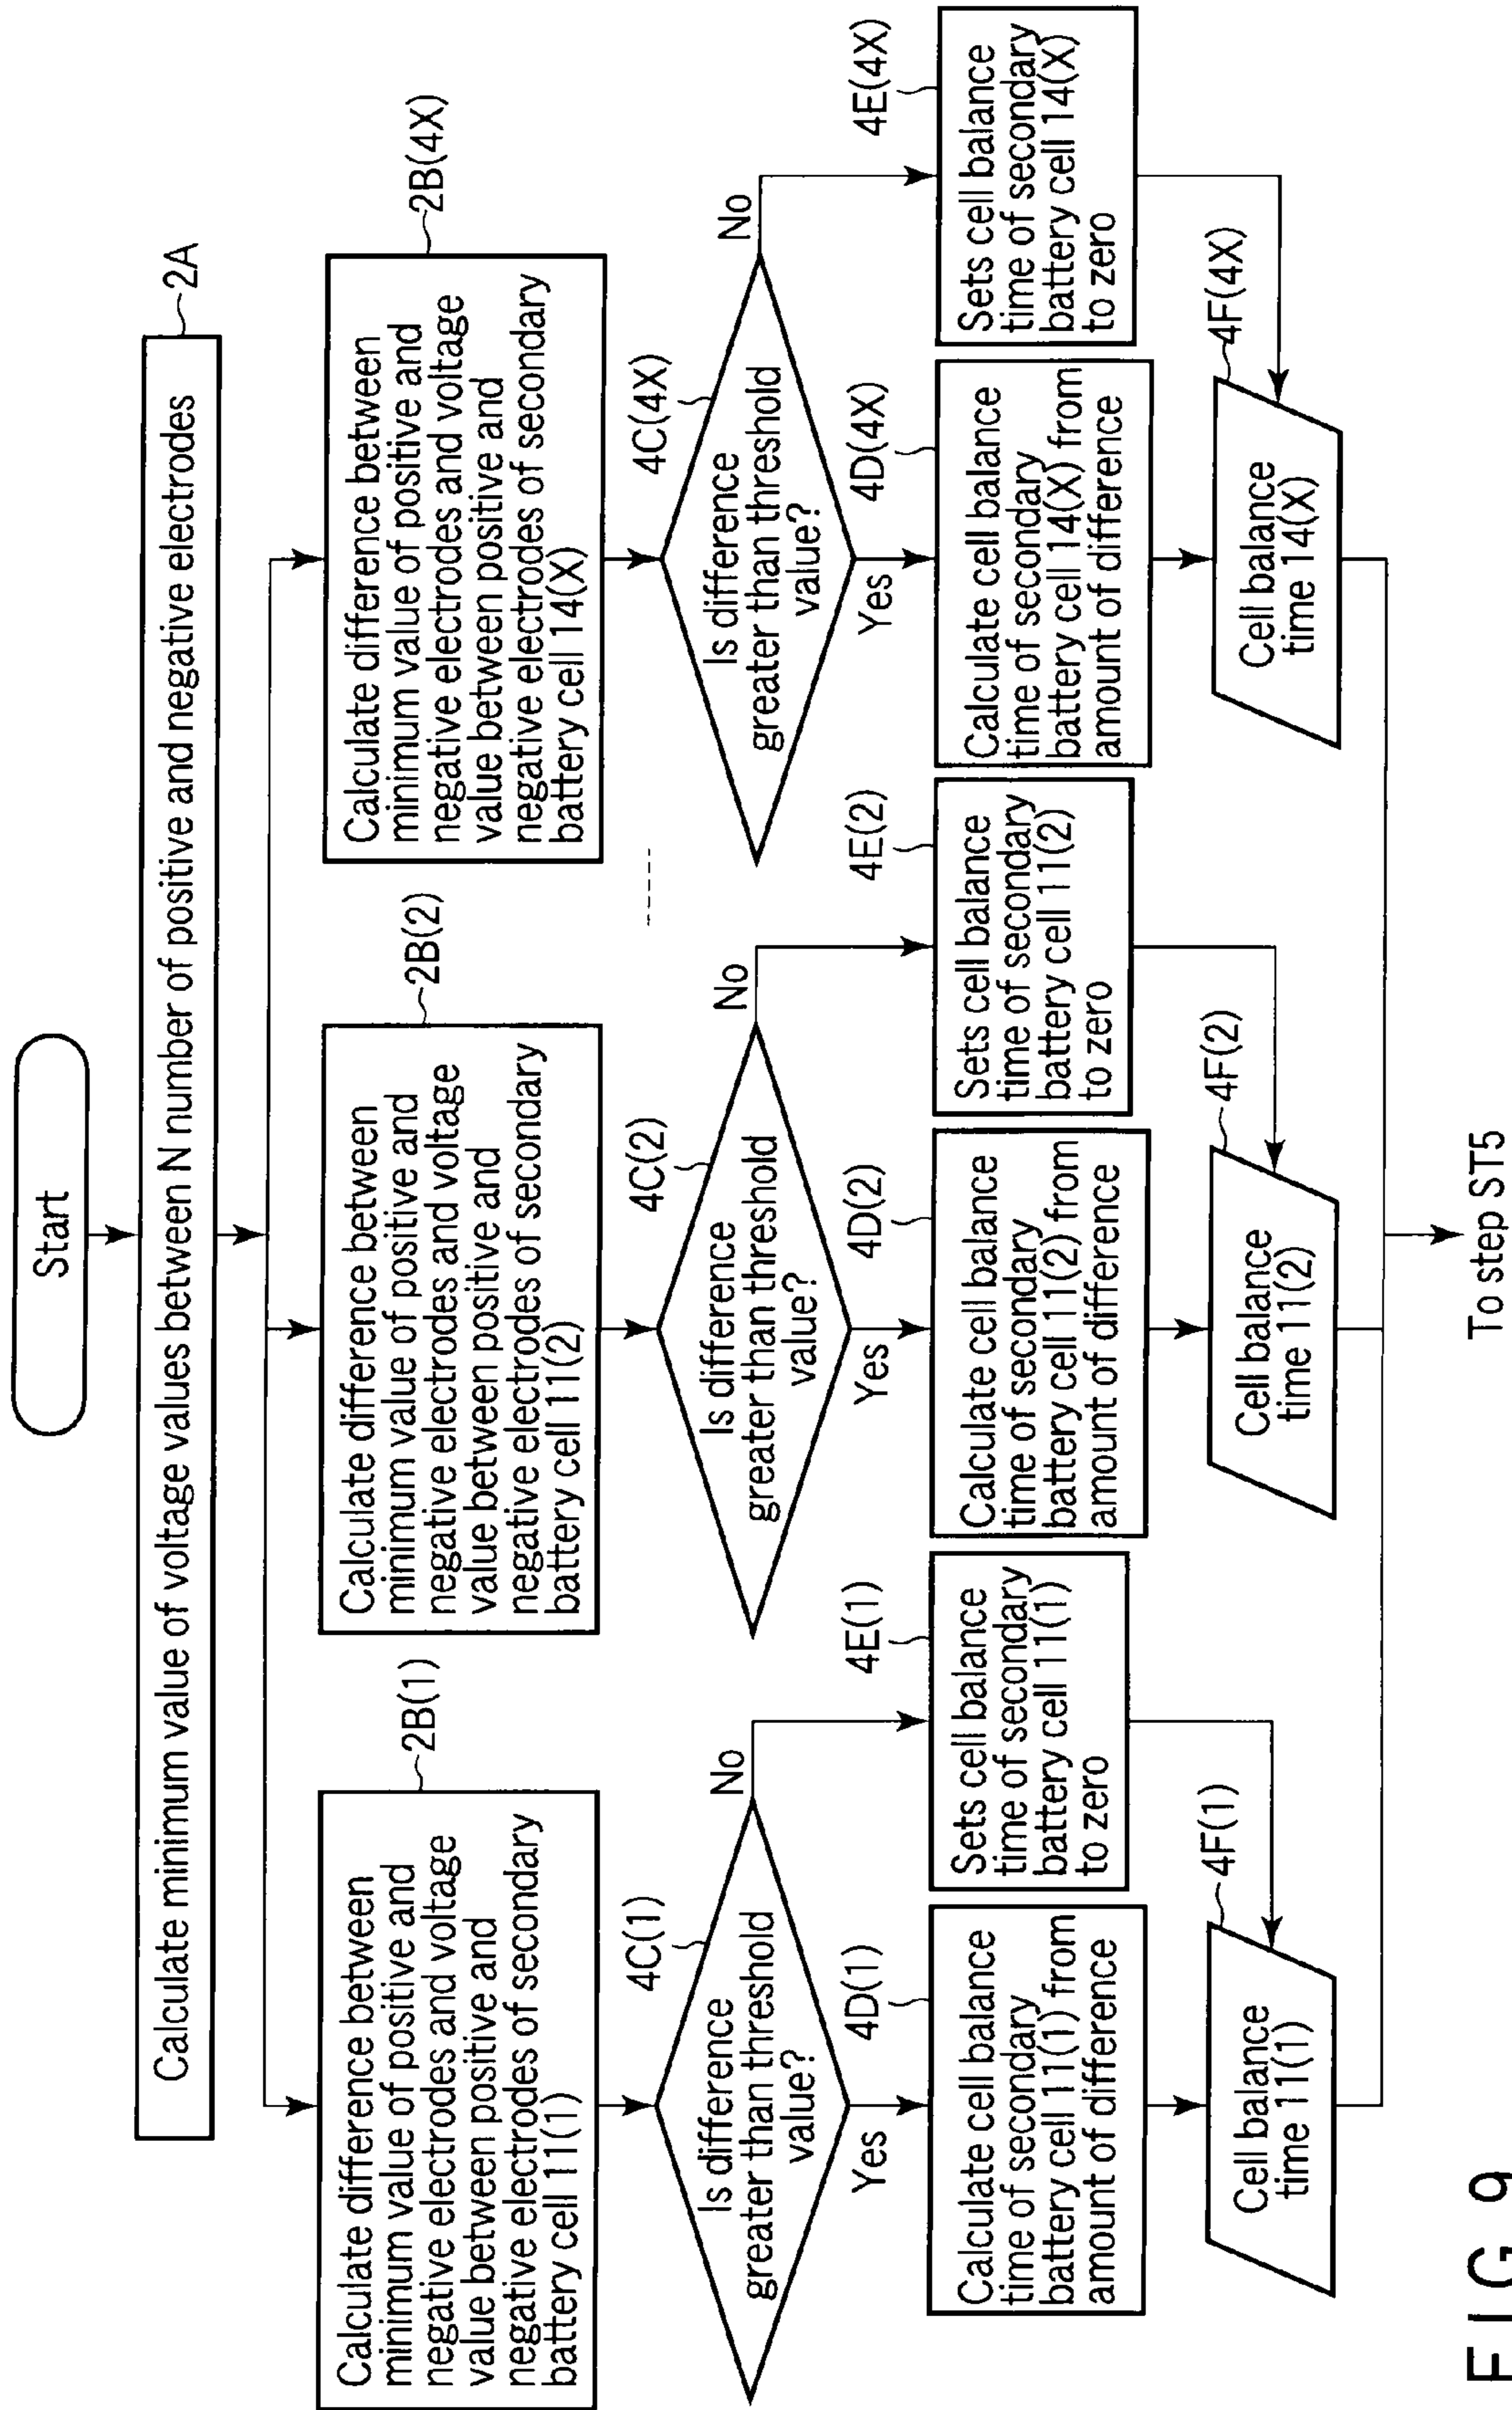 Start
2A
Calculate minimum value of voltage values between N number of positive and negative electrodes
2B(1)
Calculate difference between
minimum value of positive and
negative electrodes and voltage
value between positive and
negative electrodes of secondary
battery cell 11(1)
2B(2)
Calculate difference between
minimum value of positive and
negative electrodes and voltage
value between positive and
negative electrodes of secondary
battery cell 11(2)
2B(4X)
Calculate difference between
minimum value of positive and
negative electrodes and voltage
value between positive and
negative electrodes of secondary
battery cell 14(X)
4C(1)
Is difference
greater than threshold
value?
No
Yes
4C(2)
Is difference
greater than threshold
value?
No
Yes
4C(4X)
Is difference
greater than threshold
value?
No
Yes
4D(1)
Calculate cell balance
time of secondary
battery cell 11(1) from
amount of difference
4E(1)
Sets cell balance
time of secondary
battery cell 11(1)
to zero
4D(2)
Calculate cell balance
time of secondary
battery cell 11(2) from
amount of difference
4E(2)
Sets cell balance
time of secondary
battery cell 11(2)
to zero
4D(4X)
Calculate cell balance
time of secondary
battery cell 14(X) from
amount of difference
4E(4X)
Sets cell balance
time of secondary
battery cell 14(X)
to zero
4F(1)
Cell balance
time 11(1)
4F(2)
Cell balance
time 11(2)
4F(4X)
Cell balance
time 14(X)
To step ST5
FIG. 9